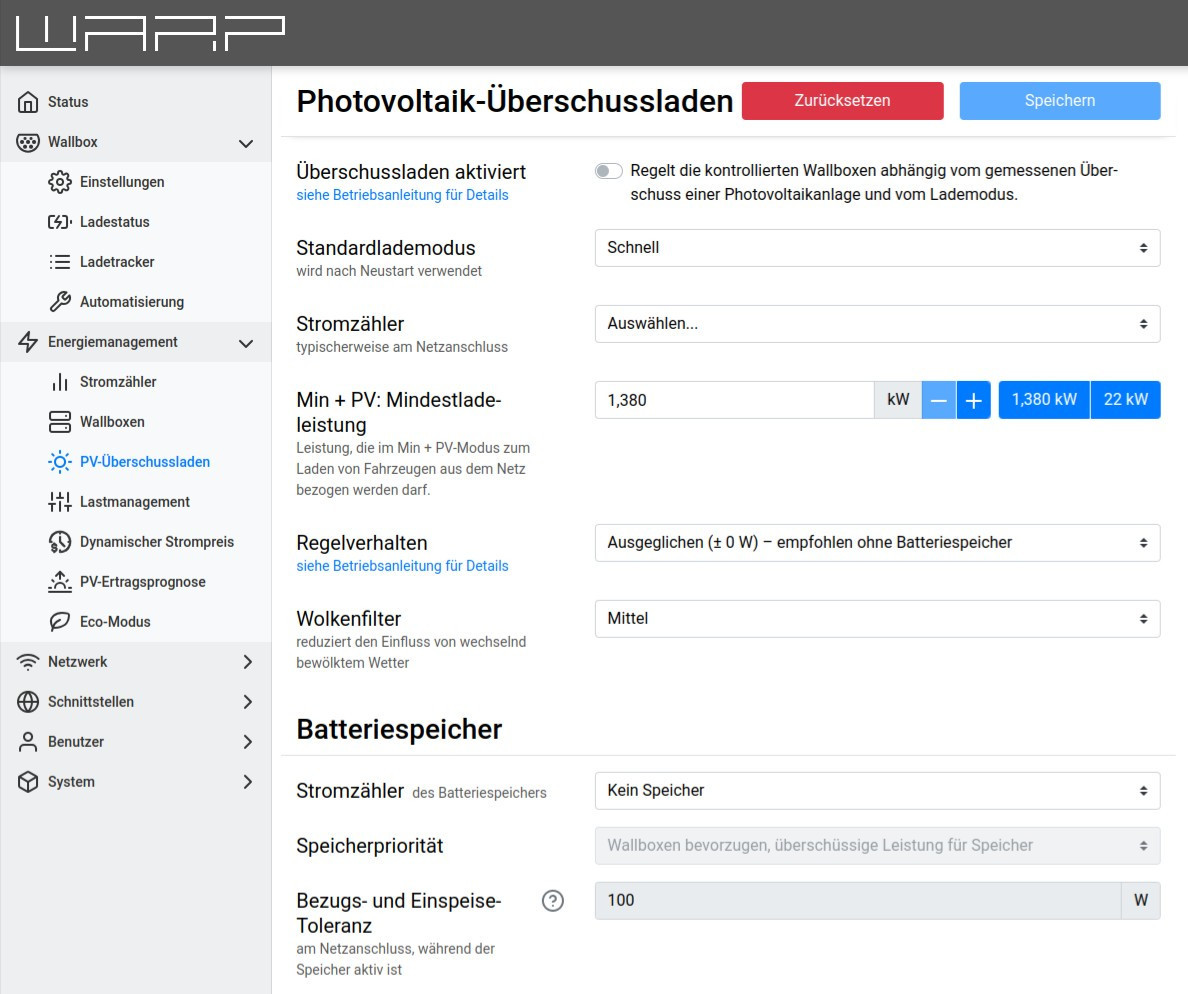 WARP
Status
Wallbox
Einstellungen
Ladestatus
Ladetracker
Automatisierung
Energiemanagement
Stromzähler
Wallboxen
PV-Überschussladen
Lastmanagement
Dynamischer Strompreis
PV-Ertragsprognose
Eco-Modus
Netzwerk
Schnittstellen
Benutzer
System
Photovoltaik-Überschussladen
Zurücksetzen
Speichern
Überschussladen aktiviert
siehe Betriebsanleitung für Details
Regelt die kontrollierten Wallboxen abhängig vom gemessenen Über-
schuss einer Photovoltaikanlage und vom Lademodus.
Standardlademodus
wird nach Neustart verwendet
Schnell
Stromzähler
typischerweise am Netzanschluss
Auswählen...
Min + PV: Mindestlade-
leistung
Leistung, die im Min + PV-Modus zum
Laden von Fahrzeugen aus dem Netz
bezogen werden darf.
1,380 kW − + 1,380 kW 22 kW
Regelverhalten
siehe Betriebsanleitung für Details
Ausgeglichen (± 0 W) – empfohlen ohne Batteriespeicher
Wolkenfilter
reduziert den Einfluss von wechselnd
bewölktem Wetter
Mittel
Batteriespeicher
Stromzähler des Batteriespeichers
Kein Speicher
Speicherpriorität
Wallboxen bevorzugen, überschüssige Leistung für Speicher
Bezugs- und Einspeise-
Toleranz
am Netzanschluss, während der
Speicher aktiv ist
?
100 W